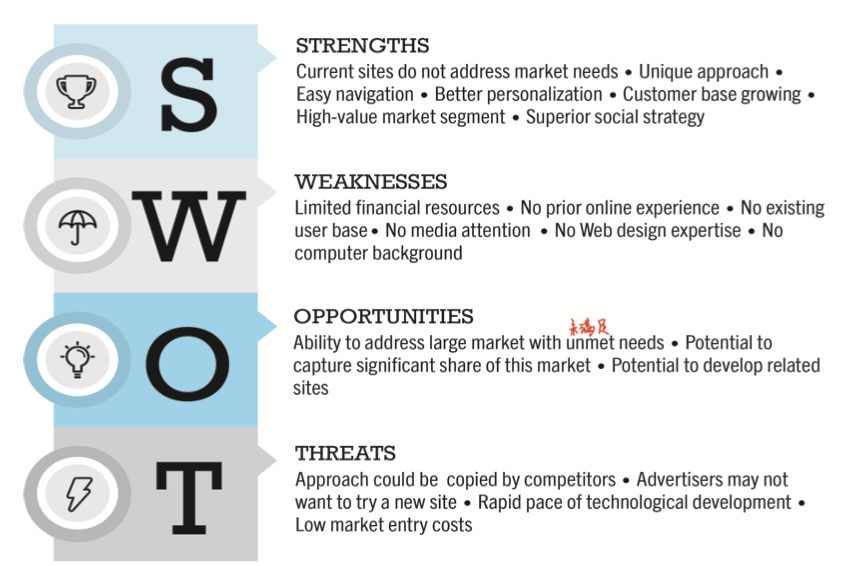 S
STRENGTHS
Current sites do not address market needs • Unique approach •
Easy navigation • Better personalization • Customer base growing •
High-value market segment • Superior social strategy
W
WEAKNESSES
Limited financial resources • No prior online experience • No existing
user base • No media attention • No Web design expertise • No
computer background
O
OPPORTUNITIES
未满足
Ability to address large market with unmet needs • Potential to
capture significant share of this market • Potential to develop related
sites
T
THREATS
Approach could be copied by competitors • Advertisers may not
want to try a new site • Rapid pace of technological development •
Low market entry costs